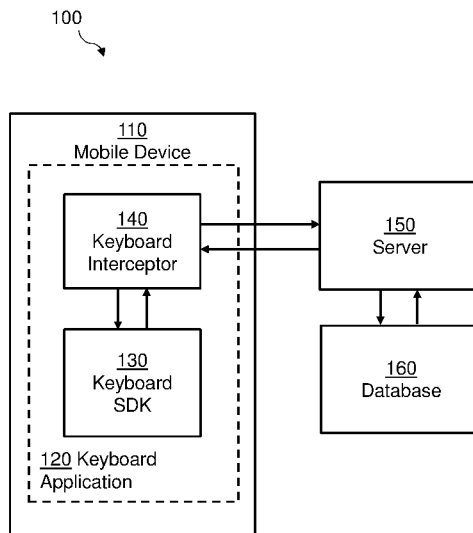 100
110
Mobile Device
140
Keyboard
Interceptor
150
Server
130
Keyboard
SDK
160
Database
120 Keyboard
Application